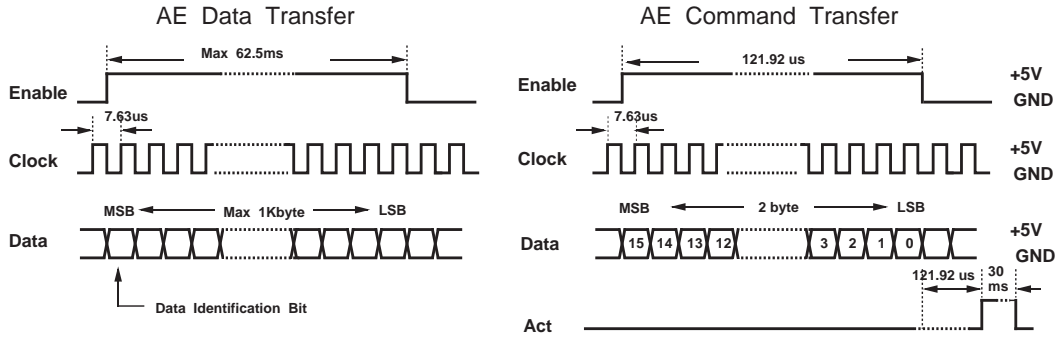 AE Data Transfer
Max 62.5ms
Enable
7.63us
Clock
MSB Max 1Kbyte LSB
Data
Data Identification Bit
AE Command Transfer
121.92 us
Enable +5V
GND
7.63us
Clock +5V
GND
MSB 2 byte LSB
Data 15 14 13 12 3 2 1 0 +5V
GND
121.92 us 30
ms
Act